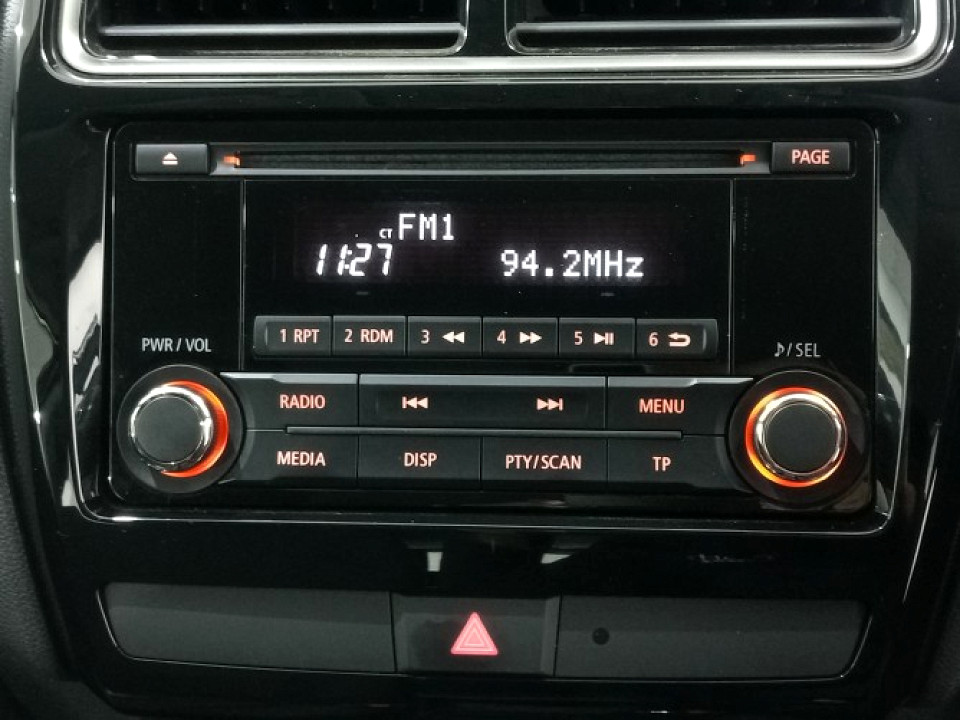 PAGE
CT FM1
11:27 94.2MHz
1 RPT 2 RDM 3 4 5 6
PWR / VOL
/ SEL
RADIO MENU
MEDIA DISP PTY/SCAN TP